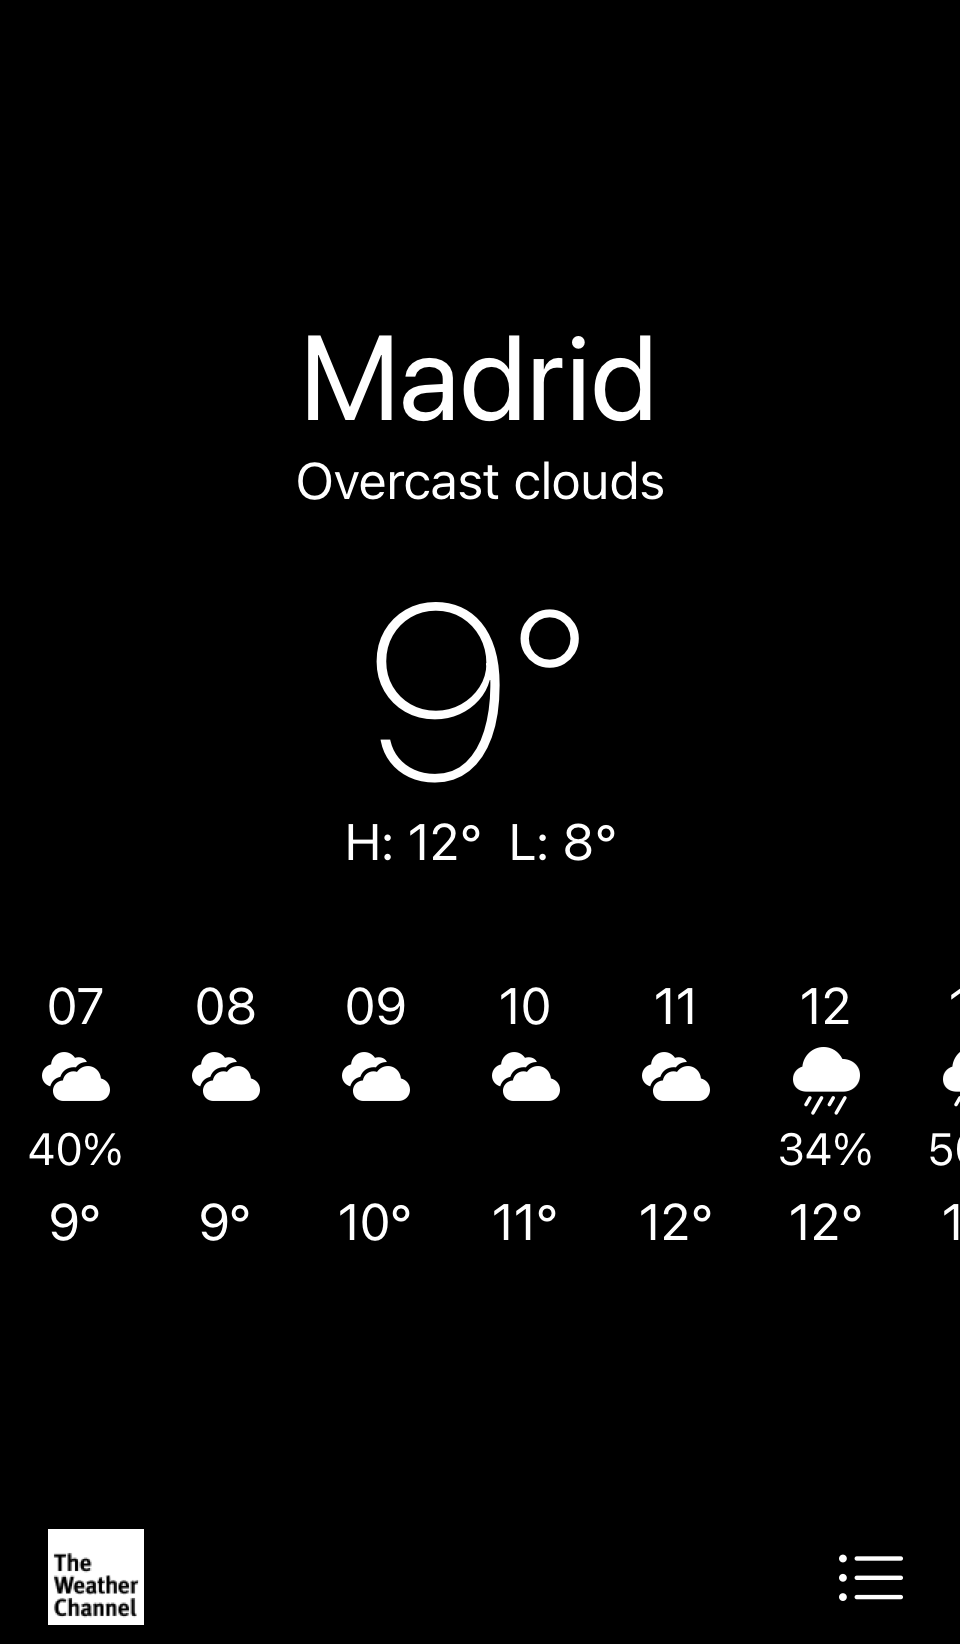 Madrid
Overcast clouds
9°
H: 12° L: 8°
07 08 09 10 11 12
40% 34%
9° 9° 10° 11° 12° 12°
The
Weather
Channel